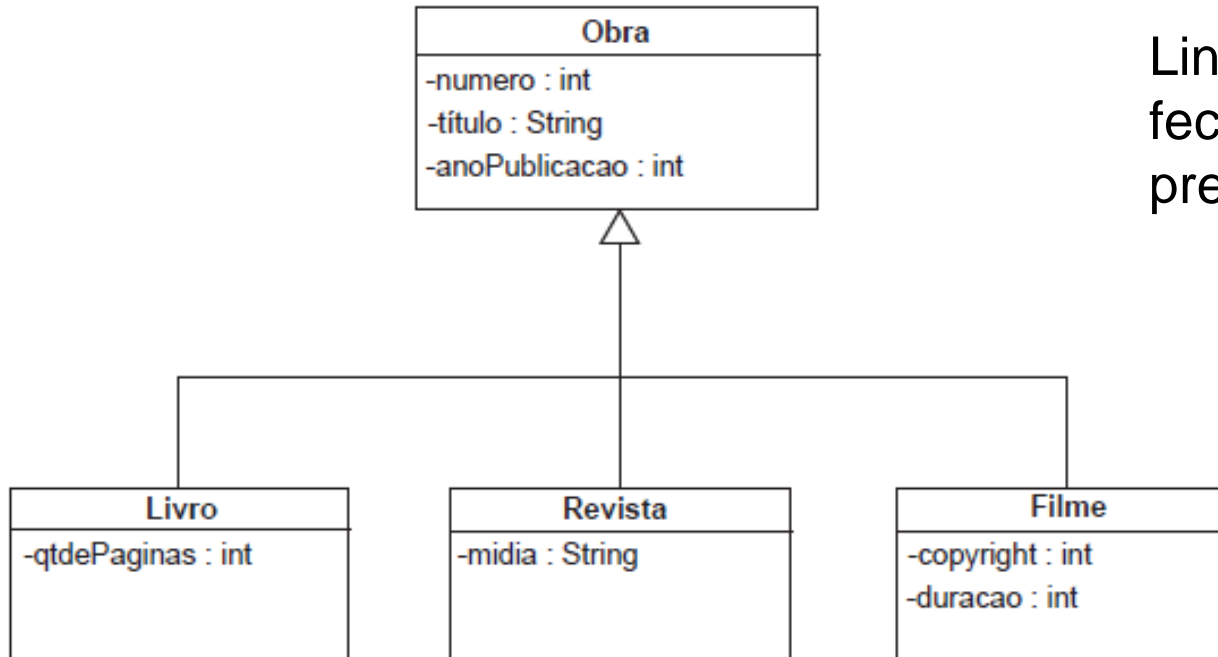 Obra
-numero : int
-título : String
-anoPublicacao : int
Lin
fec
pre
Livro
-qtdePaginas : int
Revista
-midia : String
Filme
-copyright : int
-duracao : int